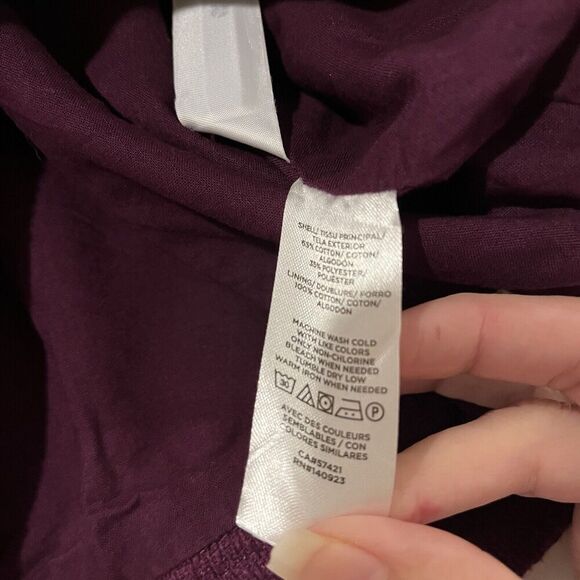 SHELL/ TISSU PRINCIPAL/
TELA EXTERIOR
65% COTTON/ COTON/
ALGODÓN
35% POLYESTER/
POLIÉSTER
LINING/ DOUBLURE/ FORRO
100% COTTON/ COTON/
ALGODÓN
MACHINE WASH COLD
WITH LIKE COLORS
ONLY NON-CHLORINE
BLEACH WHEN NEEDED
TUMBLE DRY LOW
WARM IRON WHEN NEEDED
30 P
AVEC DES COULEURS
SEMBLABLES / CON
COLORES SIMILARES
CA#57421
RN#140923